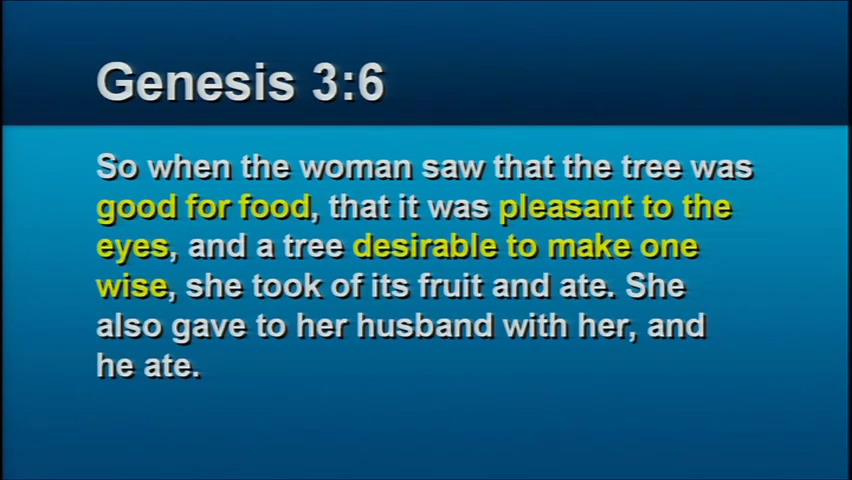 Genesis 3:6
So when the woman saw that the tree was
good for food, that it was pleasant to the
eyes, and a tree desirable to make one
wise, she took of its fruit and ate. She
also gave to her husband with her, and
he ate.